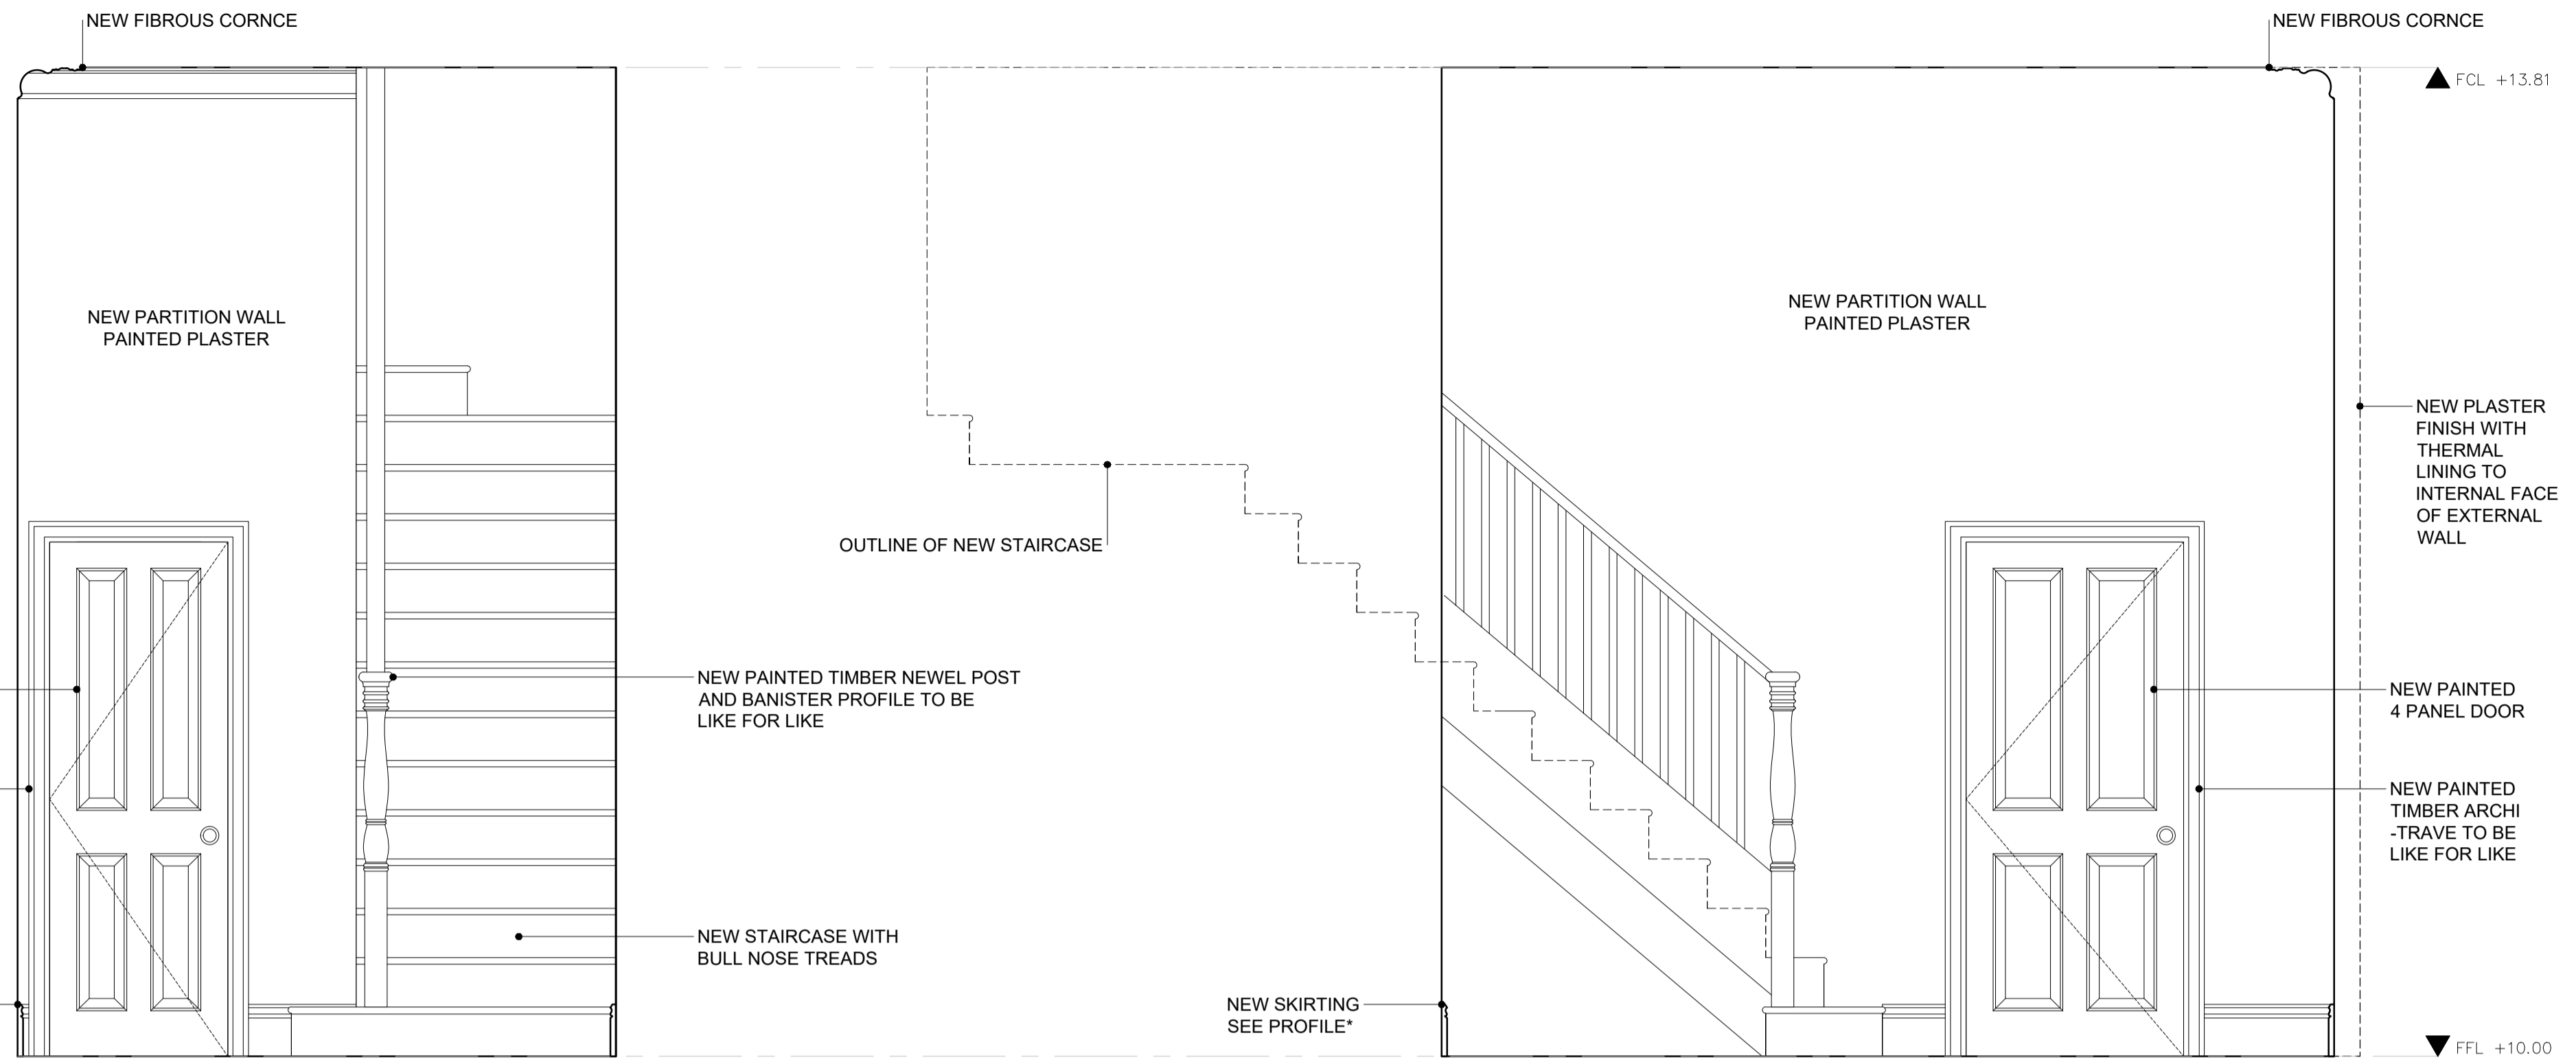 NEW FIBROUS CORNCE
NEW FIBROUS CORNCE
FCL +13.81
NEW PARTITION WALL
PAINTED PLASTER
NEW PARTITION WALL
PAINTED PLASTER
NEW PLASTER
FINISH WITH
THERMAL
LINING TO
INTERNAL FACE
OF EXTERNAL
WALL
OUTLINE OF NEW STAIRCASE
NEW PAINTED TIMBER NEWEL POST
AND BANISTER PROFILE TO BE
LIKE FOR LIKE
NEW PAINTED
4 PANEL DOOR
NEW PAINTED
TIMBER ARCHI
-TRAVE TO BE
LIKE FOR LIKE
NEW STAIRCASE WITH
BULL NOSE TREADS
NEW SKIRTING
SEE PROFILE*
FFL +10.00